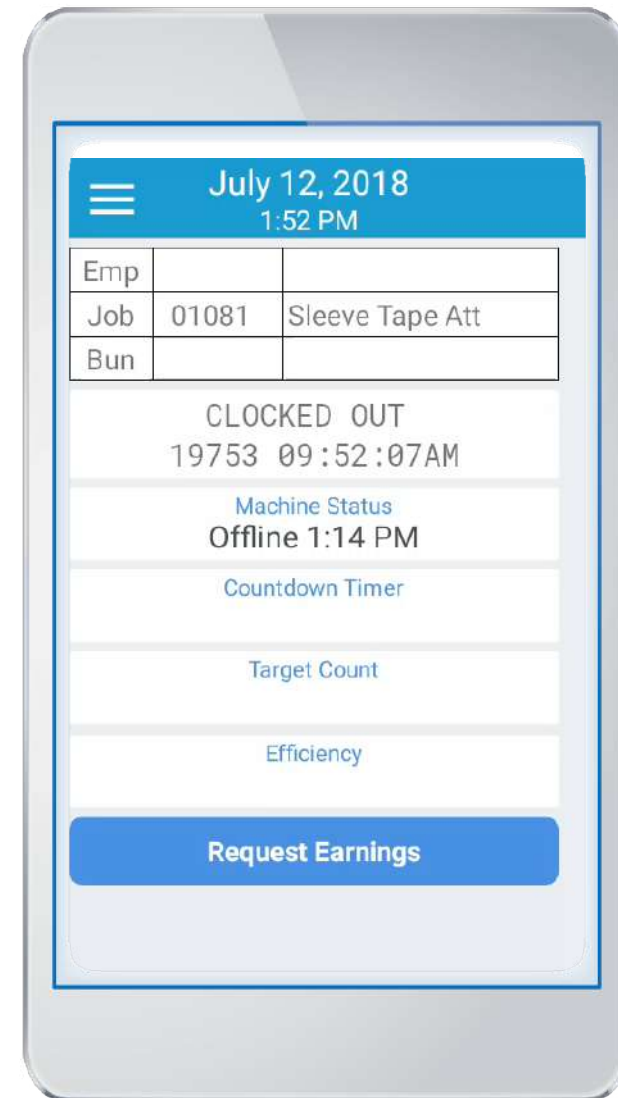 July 12, 2018
1:52 PM
Emp
Job 01081 Sleeve Tape Att
Bun
CLOCKED OUT
19753 09:52:07AM
Machine Status
Offline 1:14 PM
Countdown Timer
Target Count
Efficiency
Request Earnings